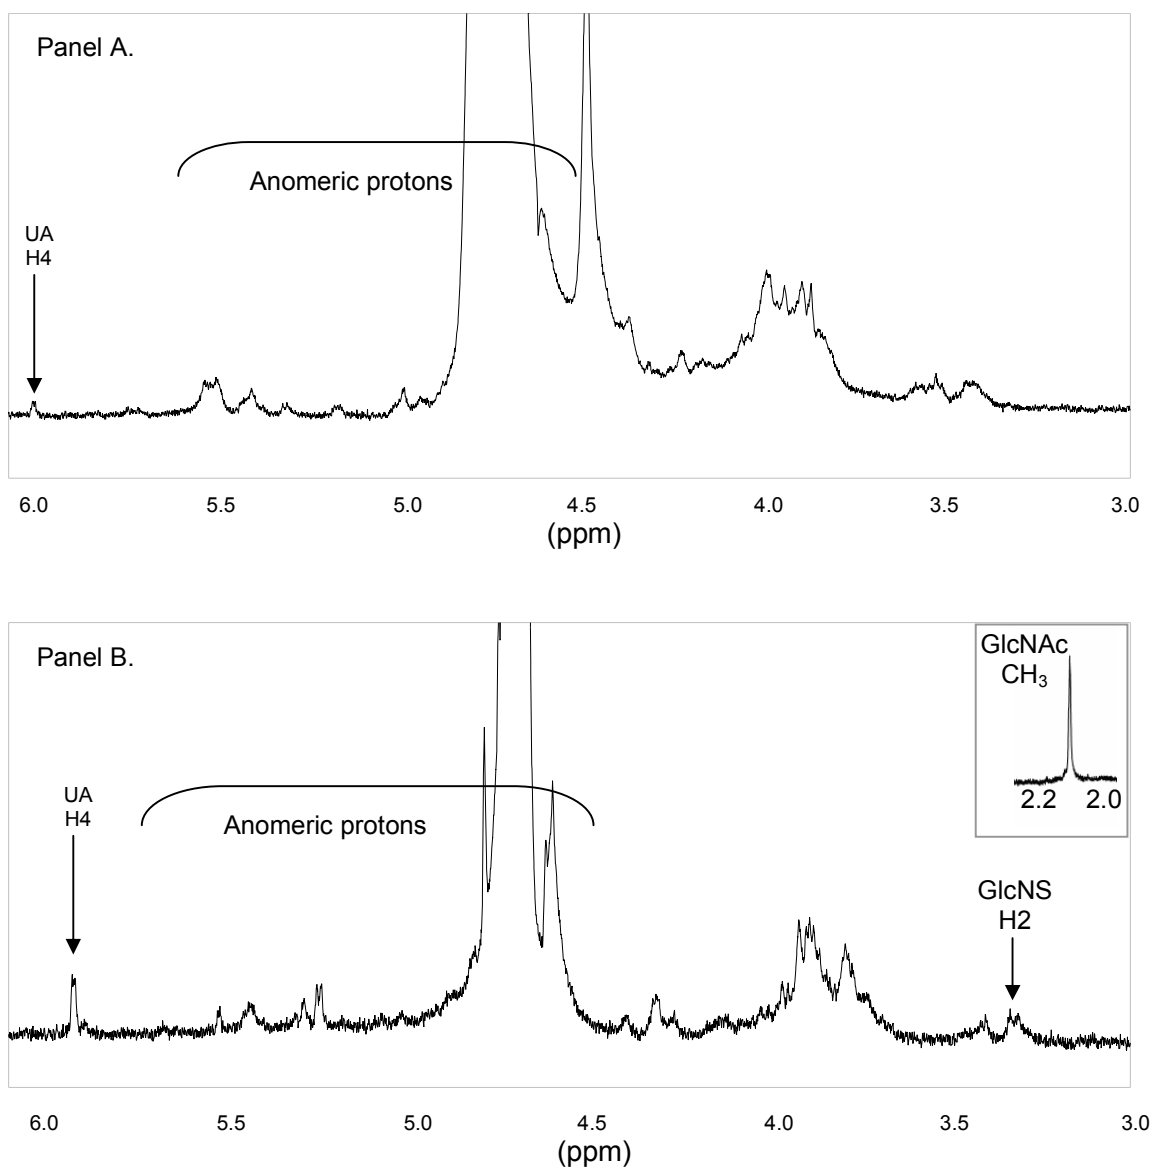 Panel A.
Anomeric protons
UA
H4
6.0 5.5 5.0 4.5 4.0 3.5 3.0
(ppm)
Panel B.
GlcNAc
CH₃
2.2 2.0
UA
H4
Anomeric protons
GlcNS
H2
6.0 5.5 5.0 4.5 4.0 3.5 3.0
(ppm)